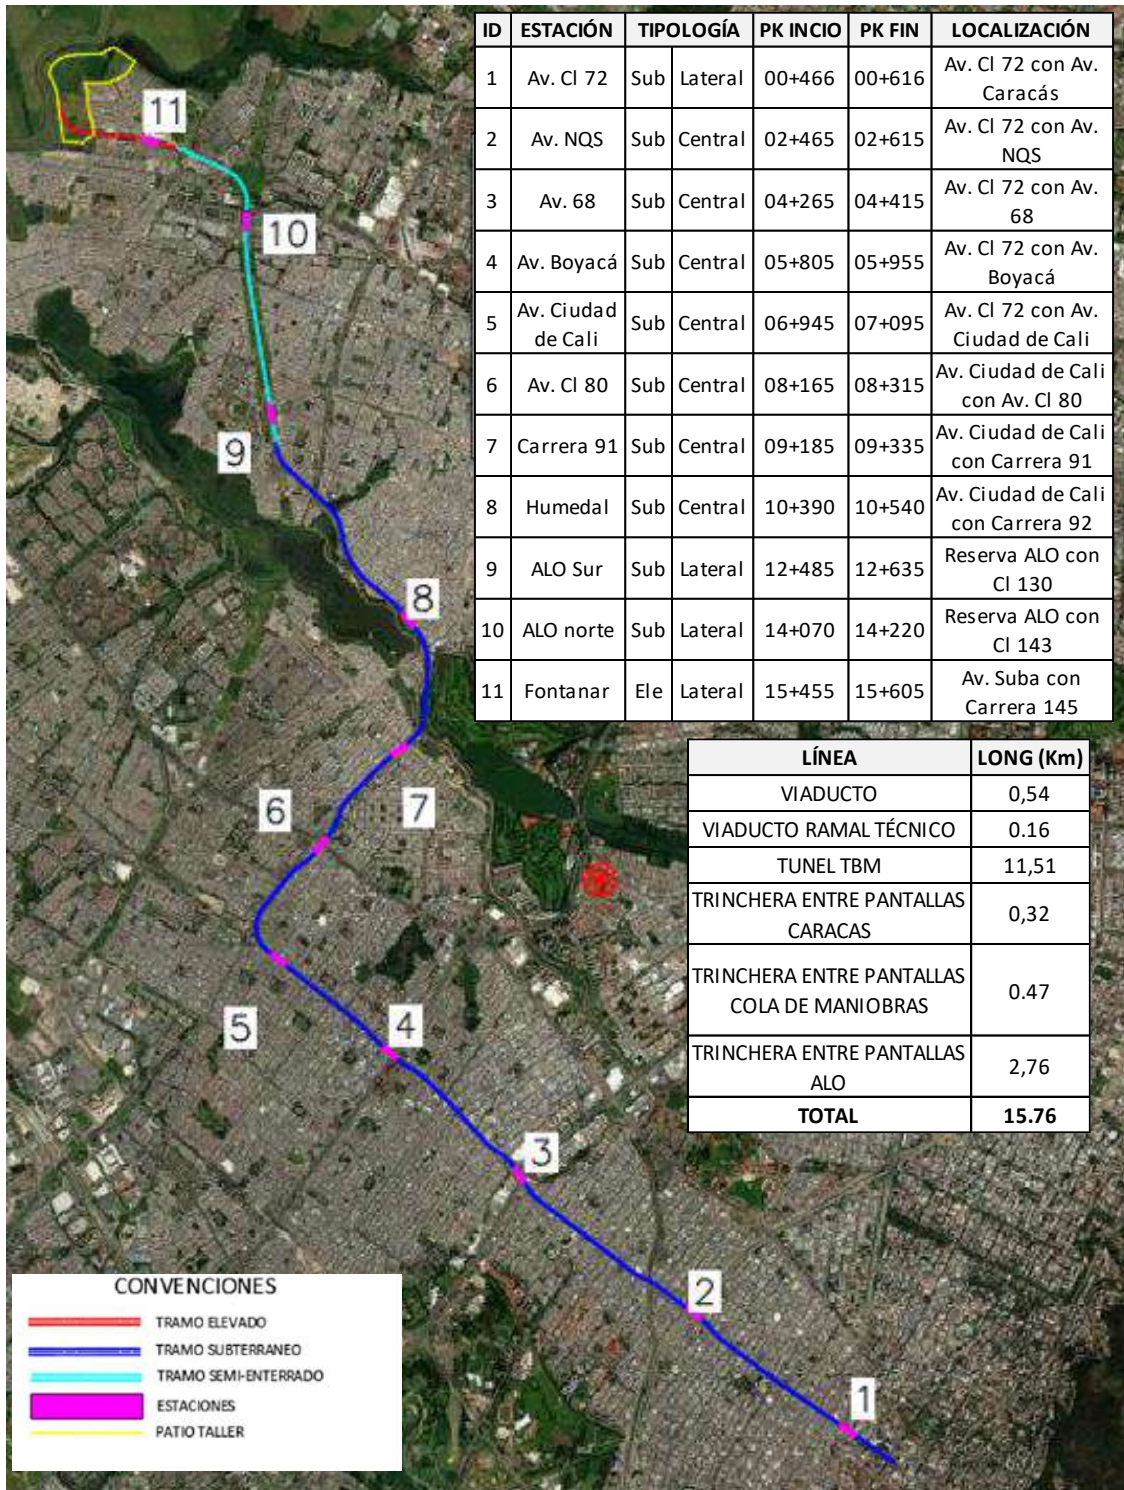 ID ESTACIÓN TIPOLOGÍA PK INCIO PK FIN LOCALIZACIÓN
1 Av. Cl 72 Sub Lateral 00+466 00+616 Av. Cl 72 con Av.
Caracás
2 Av. NQS Sub Central 02+465 02+615 Av. Cl 72 con Av.
NQS
3 Av. 68 Sub Central 04+265 04+415 Av. Cl 72 con Av.
68
4 Av. Boyacá Sub Central 05+805 05+955 Av. Cl 72 con Av.
Boyacá
5 Av. Ciudad
de Cali Sub Central 06+945 07+095 Av. Cl 72 con Av.
Ciudad de Cali
6 Av. Cl 80 Sub Central 08+165 08+315 Av. Ciudad de Cali
con Av. Cl 80
7 Carrera 91 Sub Central 09+185 09+335 Av. Ciudad de Cali
con Carrera 91
8 Humedal Sub Central 10+390 10+540 Av. Ciudad de Cali
con Carrera 92
9 ALO Sur Sub Lateral 12+485 12+635 Reserva ALO con
Cl 130
10 ALO norte Sub Lateral 14+070 14+220 Reserva ALO con
Cl 143
11 Fontanar Ele Lateral 15+455 15+605 Av. Suba con
Carrera 145
LÍNEA LONG (Km)
VIADUCTO 0,54
VIADUCTO RAMAL TÉCNICO 0.16
TUNEL TBM 11,51
TRINCHERA ENTRE PANTALLAS
CARACAS 0,32
TRINCHERA ENTRE PANTALLAS
COLA DE MANIOBRAS 0.47
TRINCHERA ENTRE PANTALLAS
ALO 2,76
TOTAL 15.76
11
10
9
8
7
6
5
4
3
2
1
CONVENCIONES
TRAMO ELEVADO
TRAMO SUBTERRANEO
TRAMO SEMI-ENTERRADO
ESTACIONES
PATIO TALLER